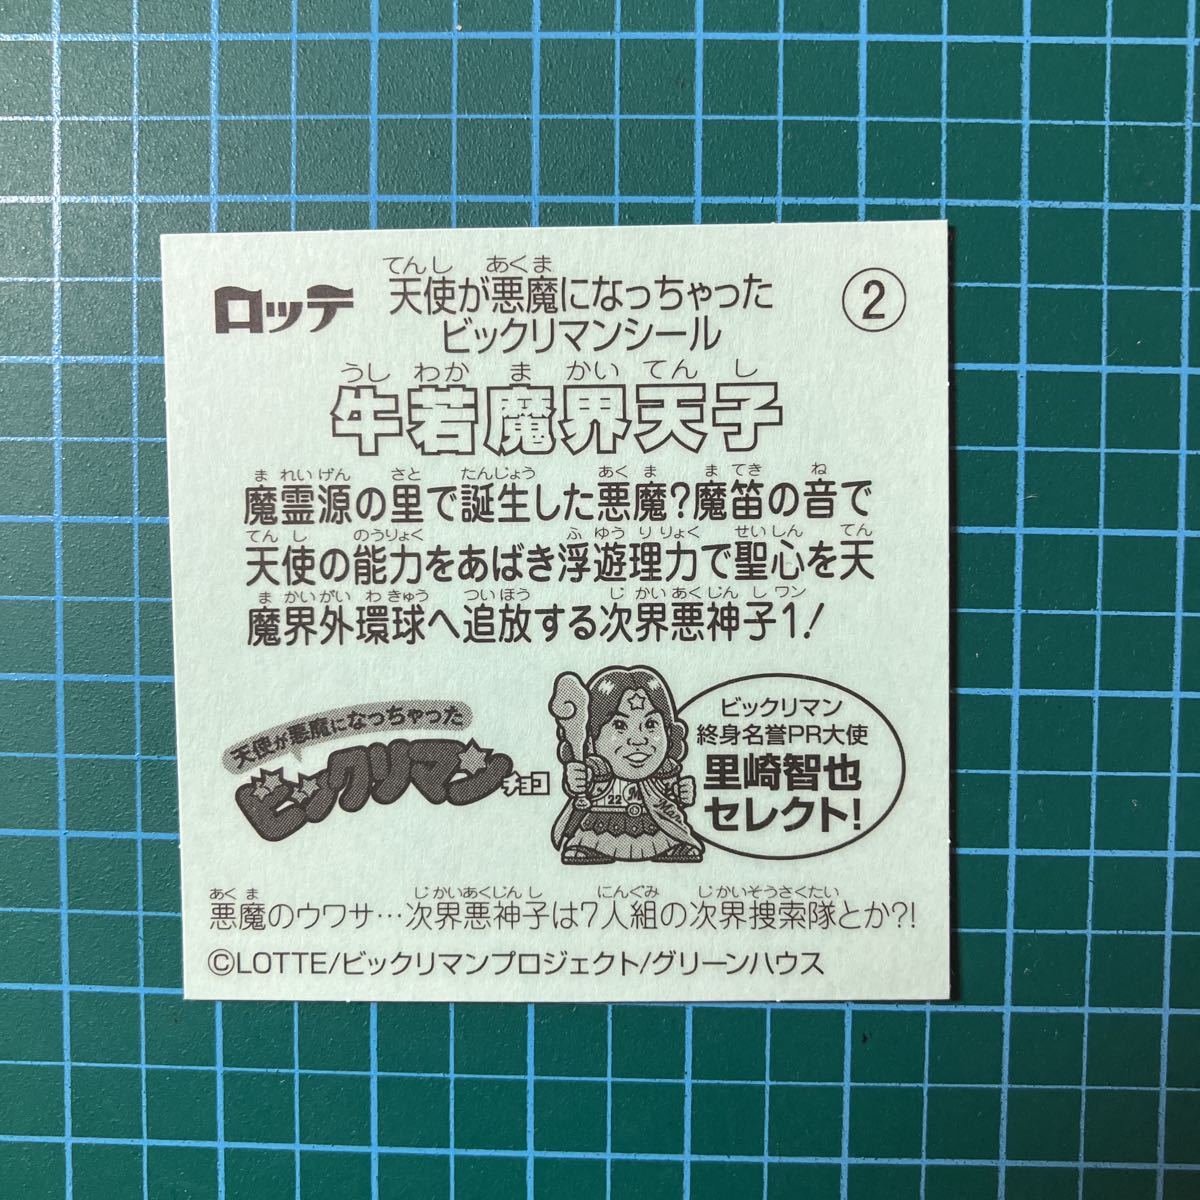 ロッテ
てんし あくま
天使が悪魔になっちゃった
ビックリマンシール
②
うし わか ま かい てん し
牛若魔界天子
ま れい げん さと たんじょう あく ま ま てき ね
魔霊源の里で誕生した悪魔?魔笛の音で
てん し のうりょく ふ ゆう り りょく せい しん てん
天使の能力をあばき浮遊理力で聖心を天
ま かい がい わ きゅう ついほう じ かい あく じん し ワン
魔界外環球へ追放する次界悪神子1!
天使が悪魔になっちゃった
ビックリマンチョコ
22
M
Mar
ビックリマン
終身名誉PR大使
里崎智也
セレクト!
あく ま じ かい あく じん し にんぐみ じ かい そう さく たい
悪魔のウワサ…次界悪神子は7人組の次界捜索隊とか?!
©LOTTE/ビックリマンプロジェクト/グリーンハウス